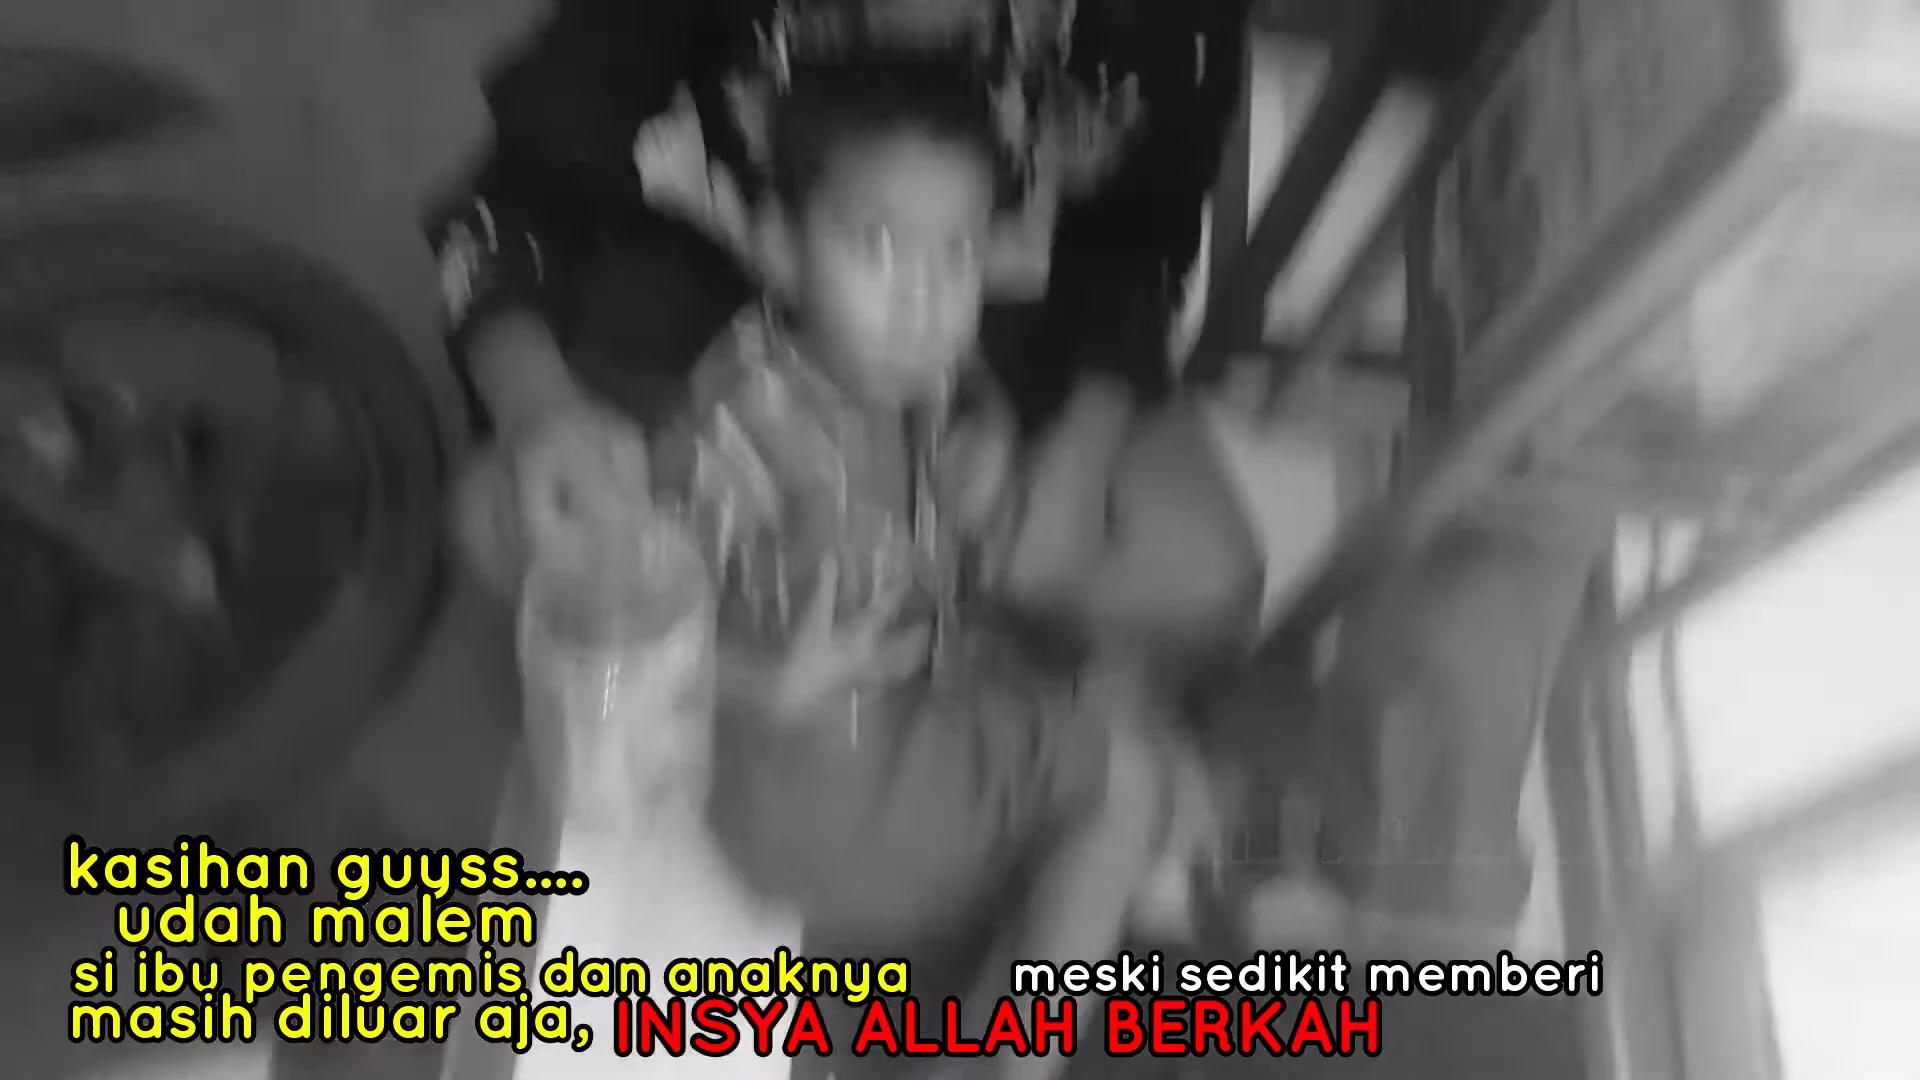 kasihan guyss....
udah malem
si ibu pengemis dan anaknya
masih diluar aja,
meski sedikit memberi
INSYA ALLAH BERKAH